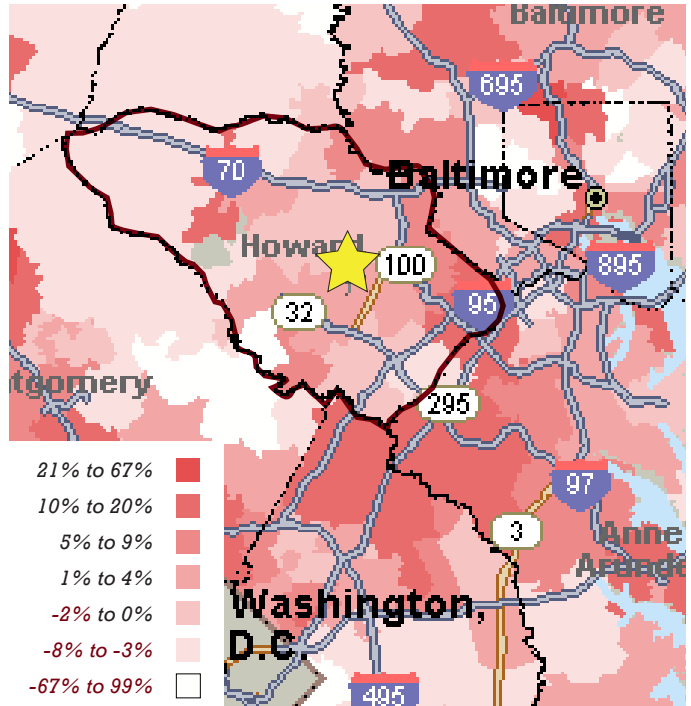 Baltimore
695
70
Baltimore
Howard
100
895
95
32
tgomery
295
21% to 67%
10% to 20%
5% to 9%
1% to 4%
-2% to 0%
-8% to -3%
-67% to 99%
97
3
Anne
Arunde
Washington,
D.C.
495